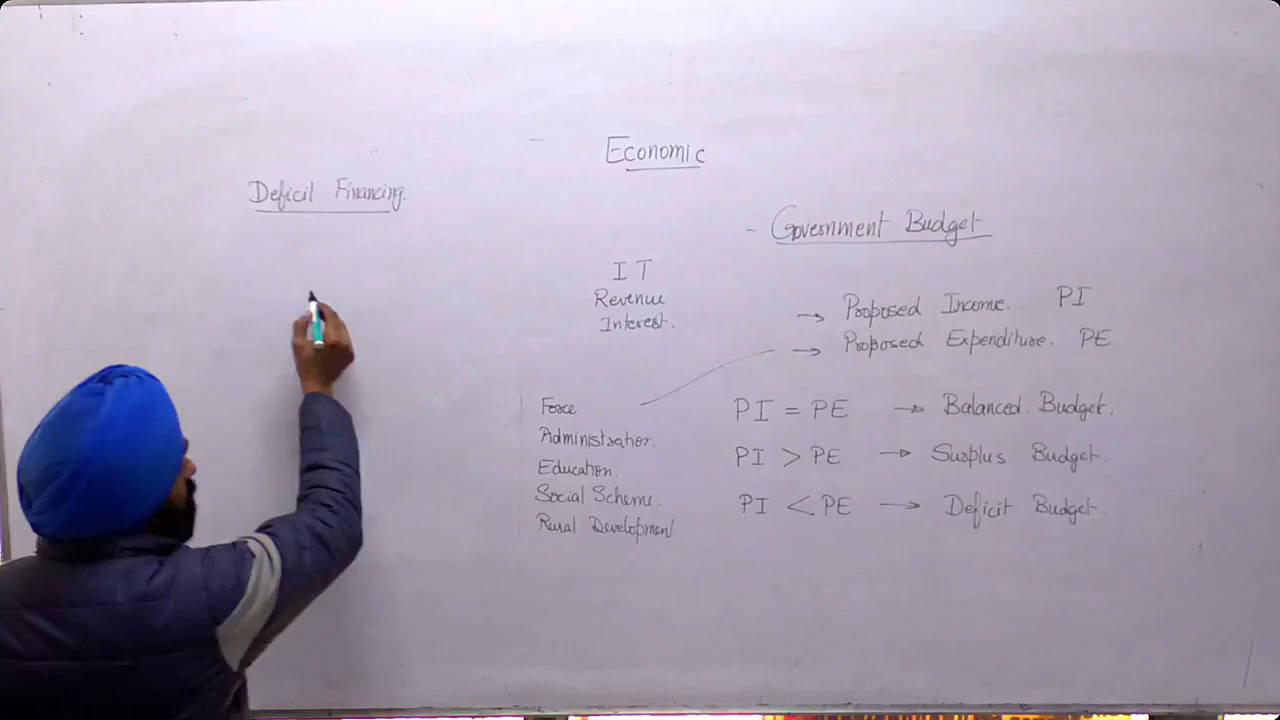 Economic
Deficil Financing.
- Government Budget
I T
Revenue
Interest.
→ Proposed Income. PI
→ Proposed Expenditure. PE
Force
Administration.
Education.
Social Scheme.
Rural Development
PI = PE → Balanced. Budget.
PI > PE → Surplus Budget.
PI < PE → Deficit Budget.